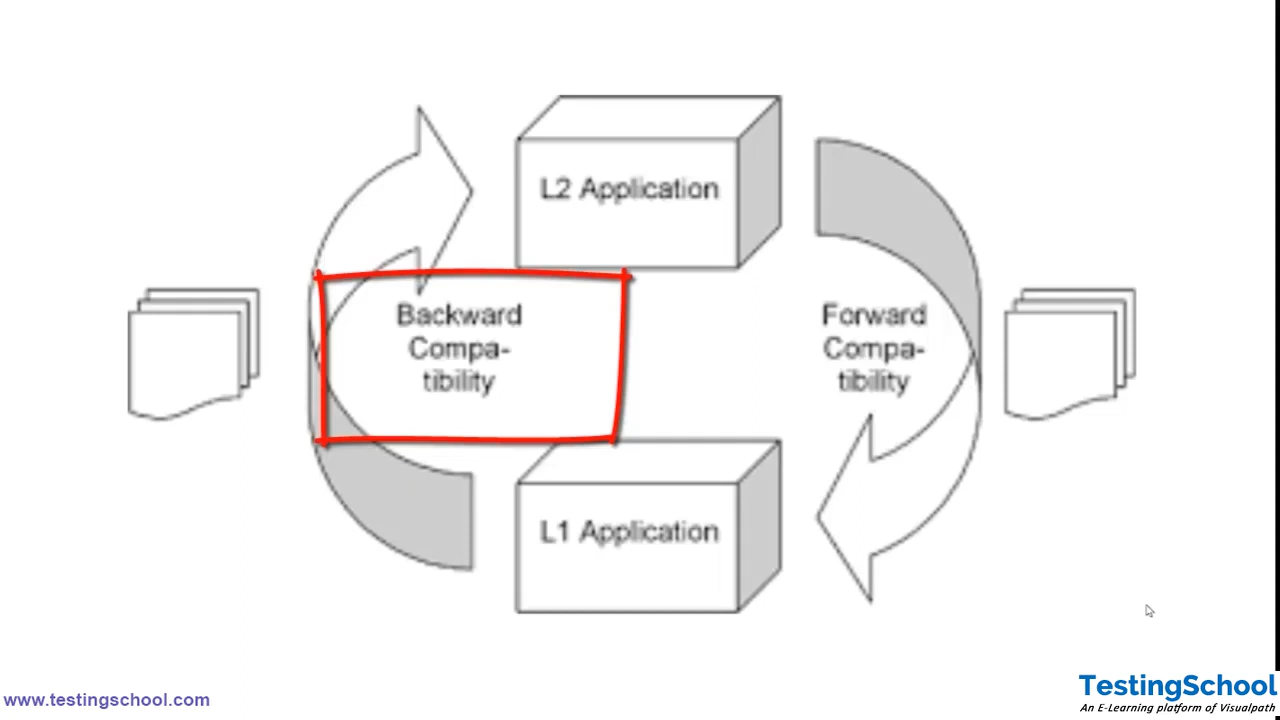 L2 Application
Backward
Compa-
tibility
Forward
Compa-
tibility
L1 Application
www.testingschool.com
TestingSchool
An E-Learning platform of Visualpath